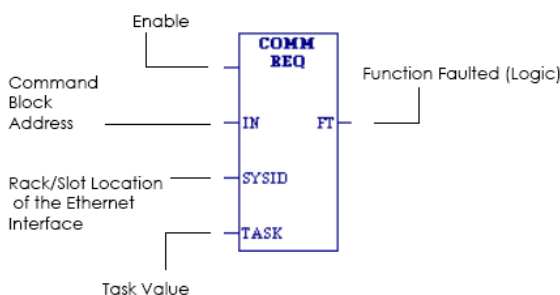 Enable
COMM
REQ
Function Faulted (Logic)
Command
Block
Address
IN
FT
Rack/Slot Location
of the Ethernet
Interface
SYSID
TASK
Task Value